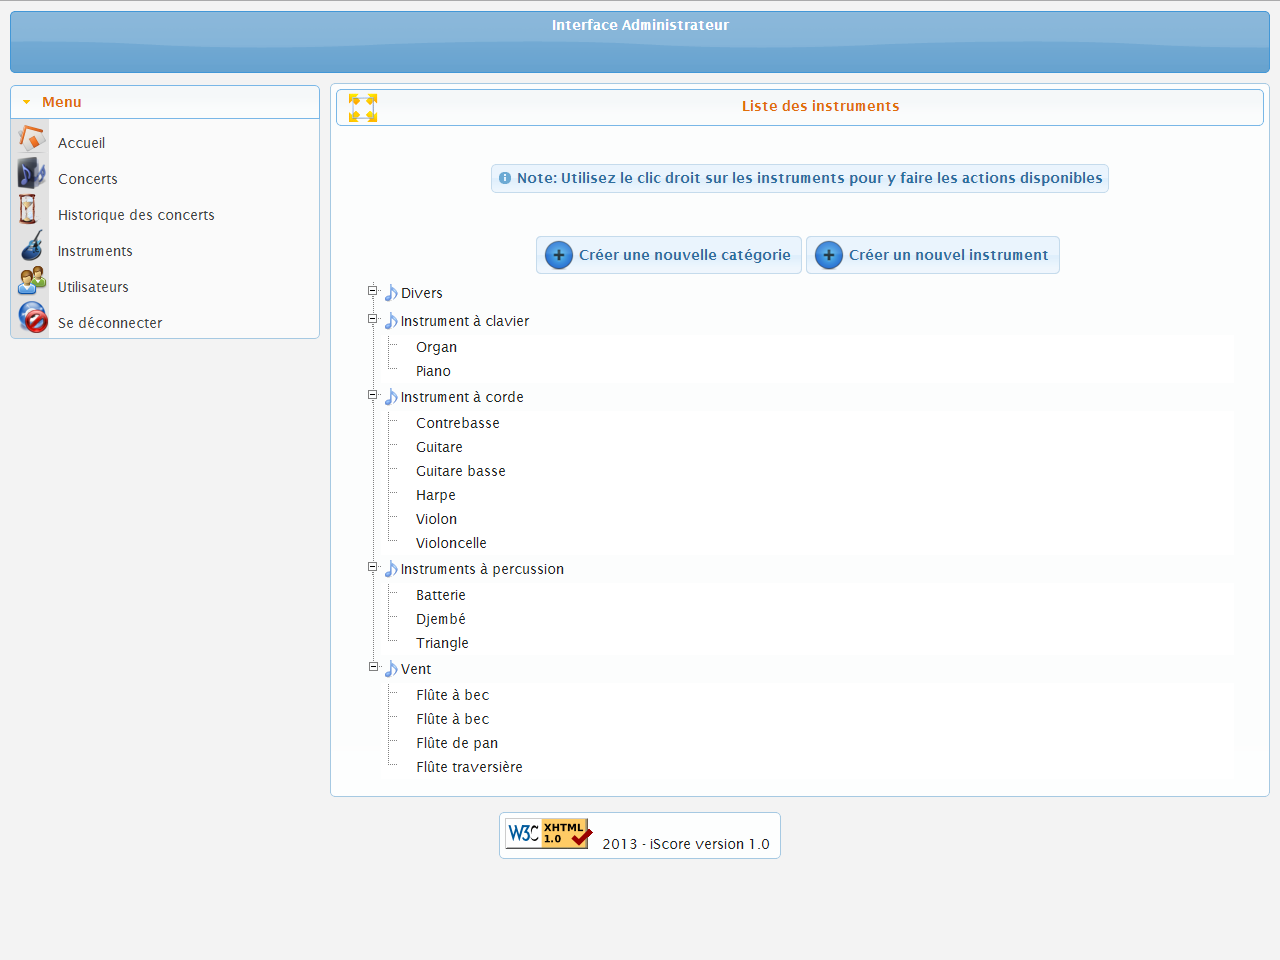 Interface Administrateur
Menu
Accueil
Concerts
Historique des concerts
Instruments
Utilisateurs
Se déconnecter
Liste des instruments
Note: Utilisez le clic droit sur les instruments pour y faire les actions disponibles
Créer une nouvelle catégorie
Créer un nouvel instrument
Divers
Instrument à clavier
Organ
Piano
Instrument à corde
Contrebasse
Guitare
Guitare basse
Harpe
Violon
Violoncelle
Instruments à percussion
Batterie
Djembé
Triangle
Vent
Flûte à bec
Flûte à bec
Flûte de pan
Flûte traversière
W3C XHTML 1.0
2013 - iScore version 1.0